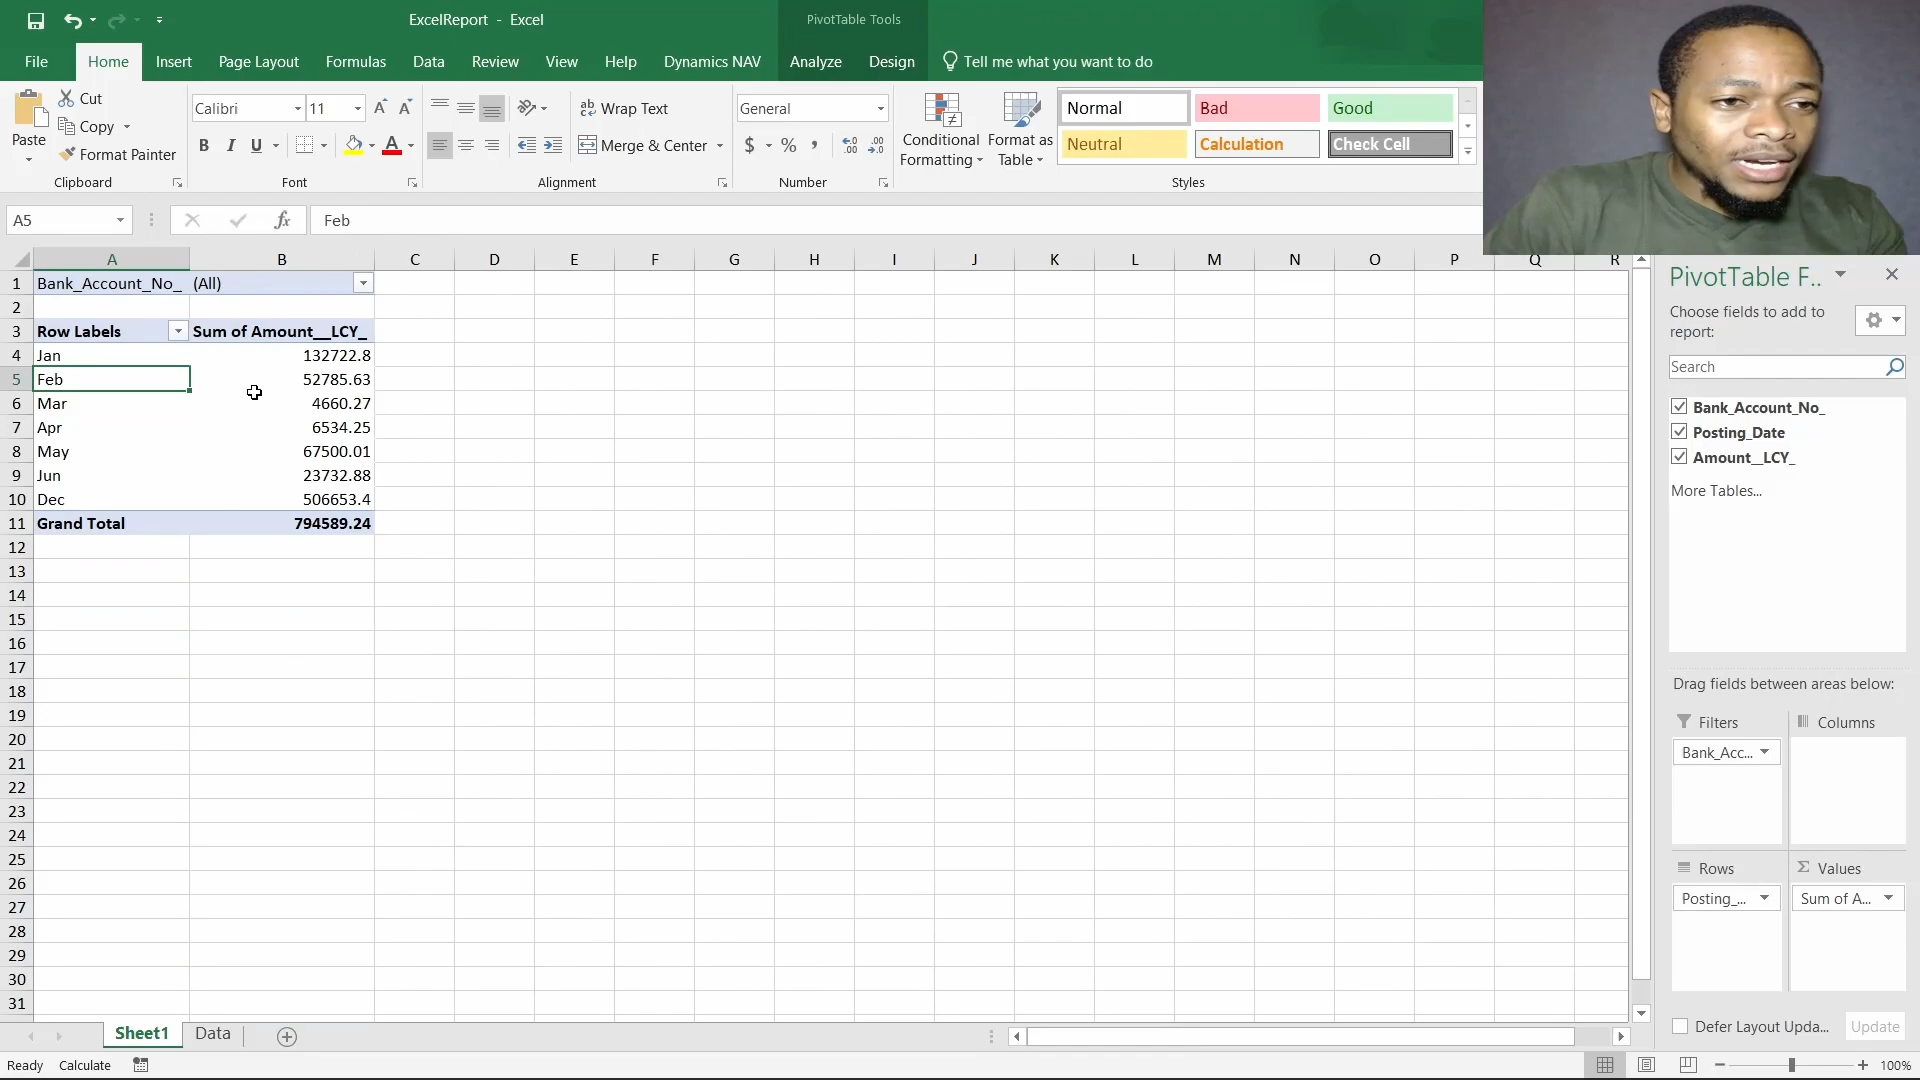 ExcelReport - Excel
PivotTable Tools
File
Home
Insert
Page Layout
Formulas
Data
Review
View
Help
Dynamics NAV
Analyze
Design
Tell me what you want to do
Paste
Cut
Copy
Format Painter
Clipboard
Calibri
11
B
I
U
A
Font
ab Wrap Text
Merge & Center
Alignment
General
$ % ,
Number
Conditional
Formatting
Format as
Table
Normal
Bad
Good
Neutral
Calculation
Check Cell
Styles
A5
fx
Feb
A B C D E F G H I J K L M N O P Q R
1 Bank_Account_No_ (All)
2
3 Row Labels Sum of Amount__LCY_
4 Jan 132722.8
5 Feb 52785.63
6 Mar 4660.27
7 Apr 6534.25
8 May 67500.01
9 Jun 23732.88
10 Dec 506653.4
11 Grand Total 794589.24
12
13
14
15
16
17
18
19
20
21
22
23
24
25
26
27
28
29
30
31
PivotTable F..
Choose fields to add to
report:
Search
Bank_Account_No_
Posting_Date
Amount__LCY_
More Tables...
Drag fields between areas below:
Filters
Columns
Bank_Acc...
Rows
Σ Values
Posting_...
Sum of A...
Defer Layout Upda...
Update
Sheet1
Data
Ready
Calculate
100%